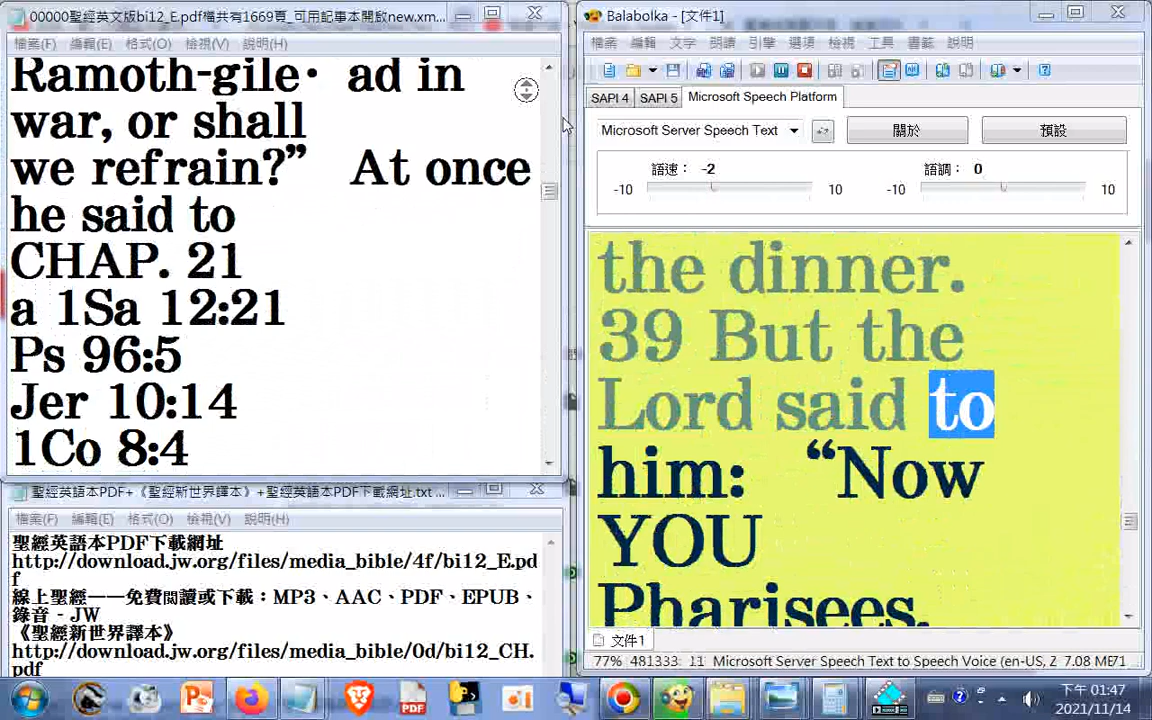 00000聖經英文版bi12_E.pdf檔共有1669頁_可用記事本開啟new.xm...
檔案(F) 編輯(E) 格式(O) 檢視(V) 說明(H)
Ramoth-gile· ad in
war, or shall
we refrain?” At once
he said to
CHAP. 21
a 1Sa 12:21
Ps 96:5
Jer 10:14
1Co 8:4
聖經英語本PDF+《聖經新世界譯本》+聖經英語本PDF下載網址.txt ...
檔案(F) 編輯(E) 格式(O) 檢視(V) 說明(H)
聖經英語本PDF下載網址
http://download.jw.org/files/media_bible/4f/bi12_E.pd
f
線上聖經──免費閱讀或下載：MP3、AAC、PDF、EPUB、
錄音 - JW
《聖經新世界譯本》
http://download.jw.org/files/media_bible/0d/bi12_CH.
pdf
Balabolka - [文件1]
檔案 編輯 文字 朗讀 引擎 選項 檢視 工具 書籤 說明
SAPI 4 SAPI 5 Microsoft Speech Platform
Microsoft Server Speech Text 關於 預設
語速： -2 語調： 0
-10 10 -10 10
the dinner.
39 But the
Lord said to
him: “Now
YOU
Pharisees,
文件1
77% 481333: 11 Microsoft Server Speech Text to Speech Voice (en-US, Z 7.08 ME71
下午 01:47
2021/11/14